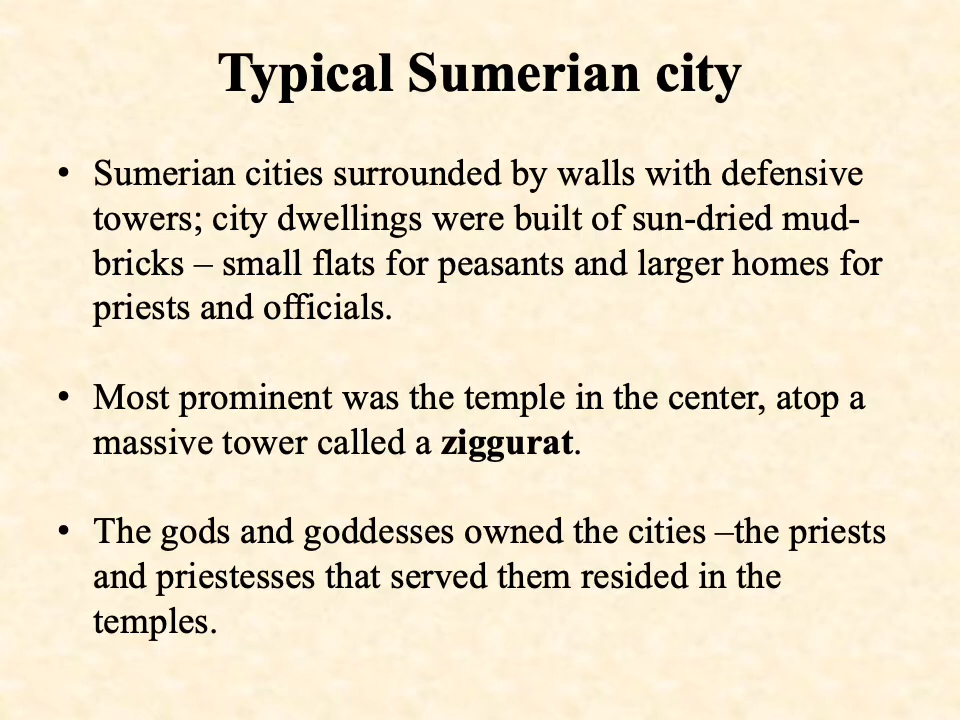 Typical Sumerian city
• Sumerian cities surrounded by walls with defensive
towers; city dwellings were built of sun-dried mud-
bricks – small flats for peasants and larger homes for
priests and officials.
• Most prominent was the temple in the center, atop a
massive tower called a ziggurat.
• The gods and goddesses owned the cities –the priests
and priestesses that served them resided in the
temples.